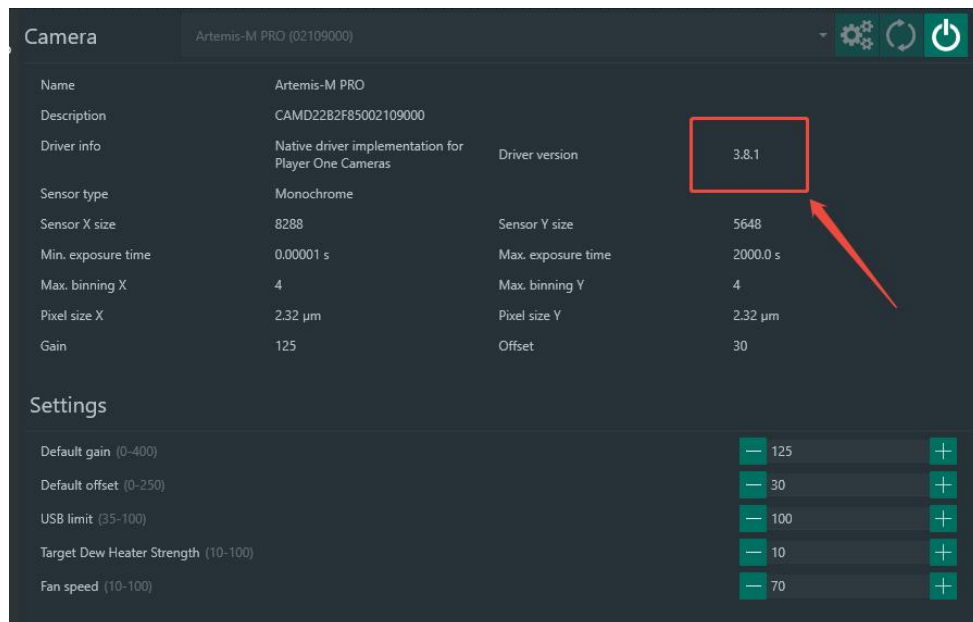 Camera Artemis-M PRO (02109000)
Name Artemis-M PRO
Description CAMD22B2F85002109000
Driver info Native driver implementation for Player One Cameras Driver version 3.8.1
Sensor type Monochrome
Sensor X size 8288 Sensor Y size 5648
Min. exposure time 0.00001 s Max. exposure time 2000.0 s
Max. binning X 4 Max. binning Y 4
Pixel size X 2.32 µm Pixel size Y 2.32 µm
Gain 125 Offset 30
Settings
Default gain (0-400) 125
Default offset (0-250) 30
USB limit (35-100) 100
Target Dew Heater Strength (10-100) 10
Fan speed (10-100) 70